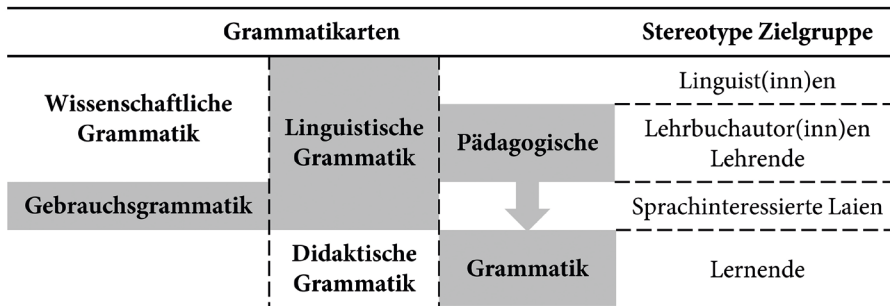 Grammatikarten
Stereotype Zielgruppe
Wissenschaftliche
Grammatik
Linguistische
Grammatik
Pädagogische
Linguist(inn)en
Lehrbuchautor(inn)en
Lehrende
Gebrauchsgrammatik
Sprachinteressierte Laien
Didaktische
Grammatik
Grammatik
Lernende